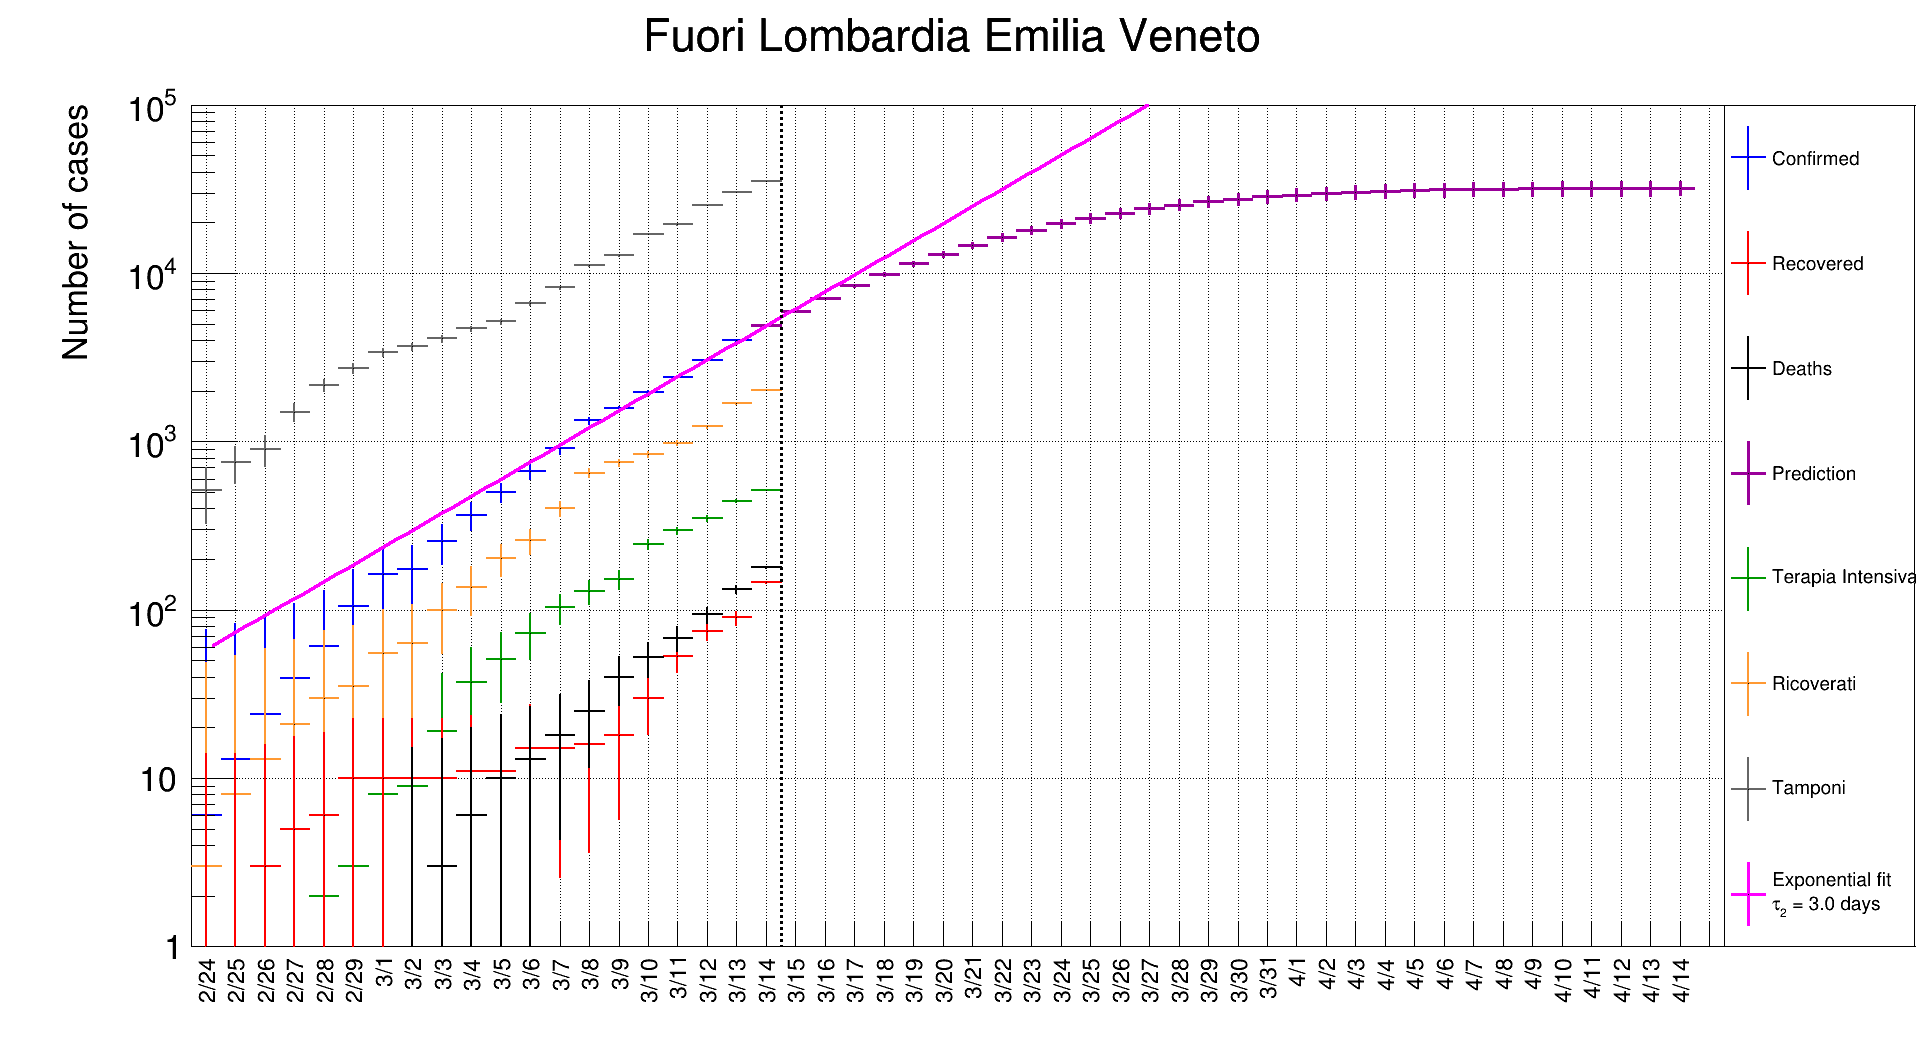 Fuori Lombardia Emilia Veneto
Number of cases
10^5
10^4
10^3
10^2
10
1
2/24 2/25 2/26 2/27 2/28 2/29 3/1 3/2 3/3 3/4 3/5 3/6 3/7 3/8 3/9 3/10 3/11 3/12 3/13 3/14 3/15 3/16 3/17 3/18 3/19 3/20 3/21 3/22 3/23 3/24 3/25 3/26 3/27 3/28 3/29 3/30 3/31 4/1 4/2 4/3 4/4 4/5 4/6 4/7 4/8 4/9 4/10 4/11 4/12 4/13 4/14
Confirmed
Recovered
Deaths
Prediction
Terapia Intensiva
Ricoverati
Tamponi
Exponential fit
τ_2 = 3.0 days